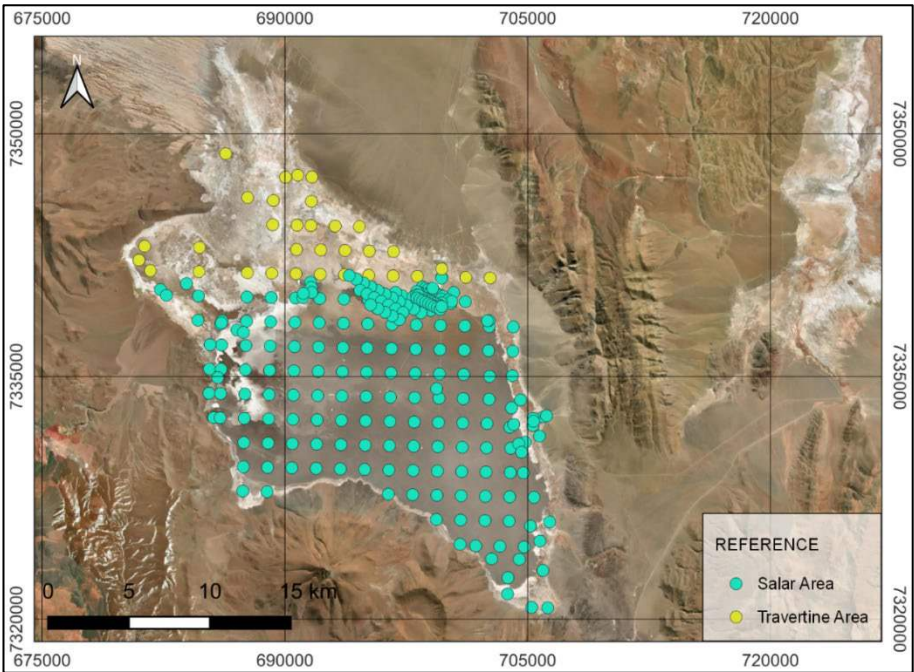 675000 690000 705000 720000
N
7350000 7350000
7335000 7335000
REFERENCE
Salar Area
0 5 10 15 km
Travertine Area
7320000 7320000
675000 690000 705000 720000